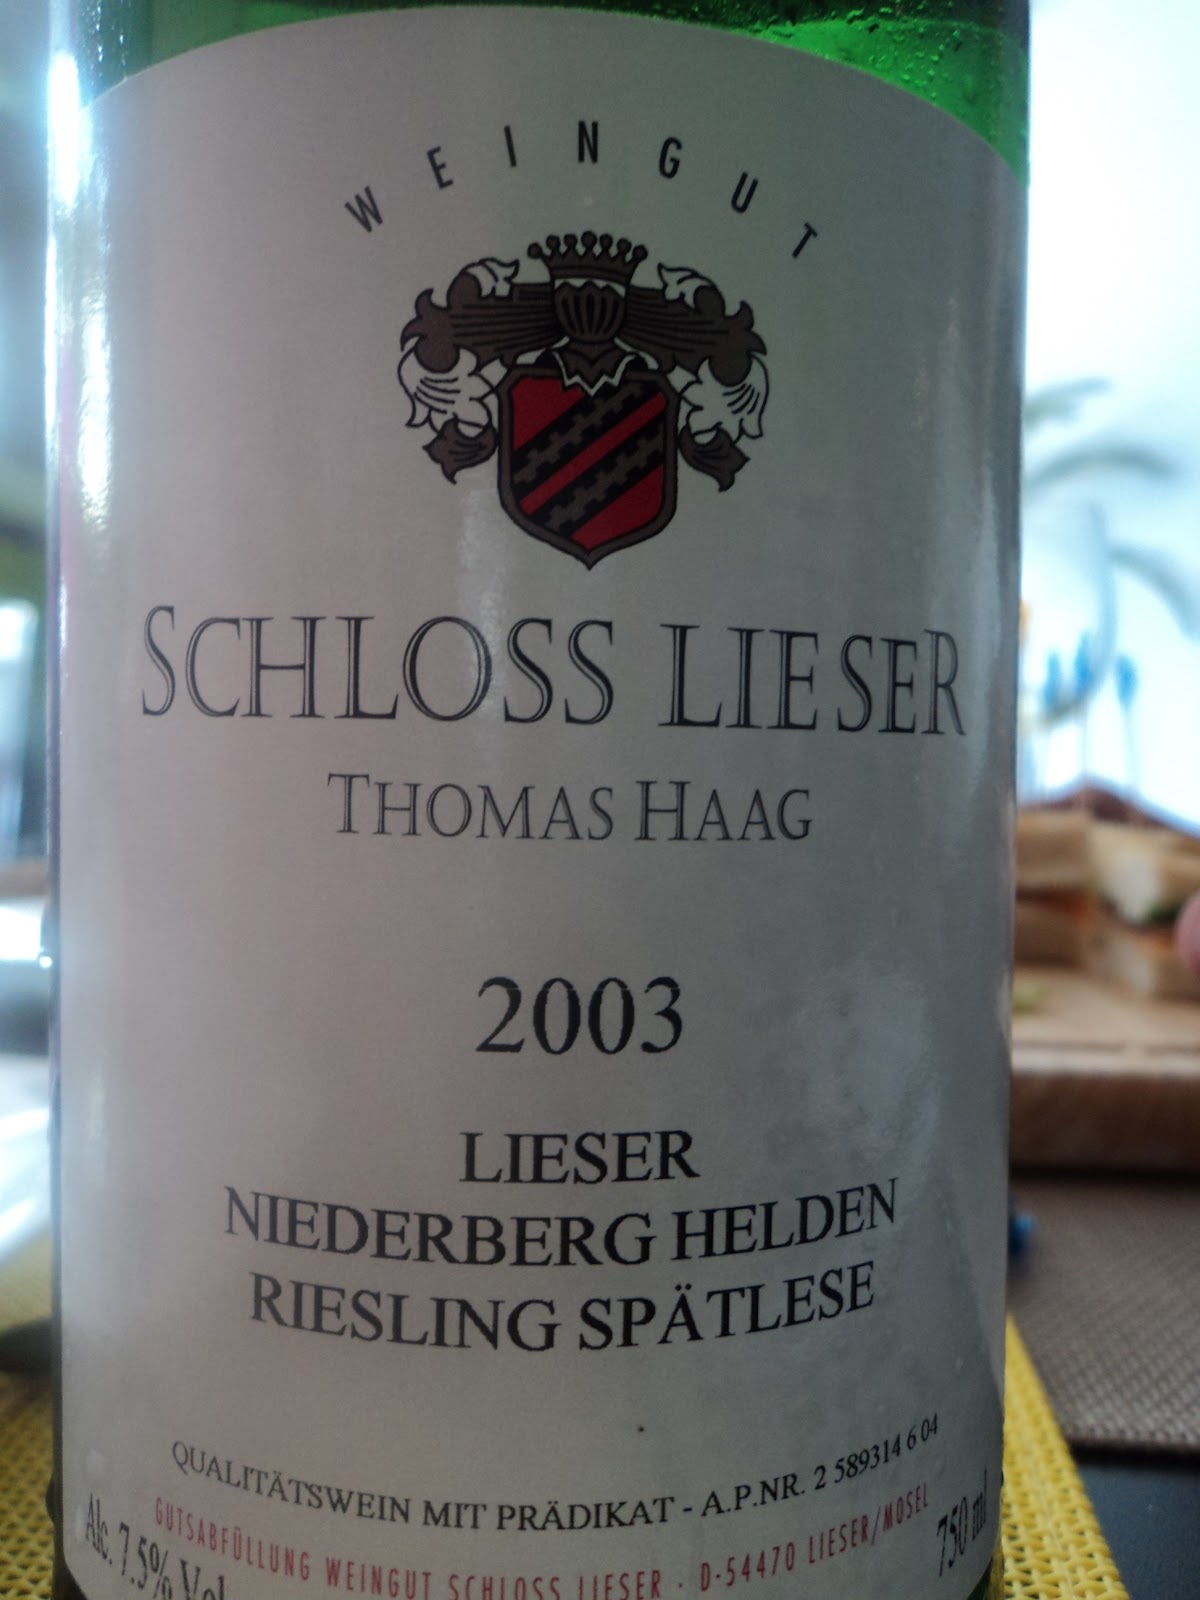 WEINGUT
SCHLOSS LIESER
THOMAS HAAG
2003
LIESER
NIEDERBERG HELDEN
RIESLING SPÄTLESE
QUALITÄTSWEIN MIT PRÄDIKAT - A.P.NR. 2 589314 6 04
GUTSABFÜLLUNG WEINGUT SCHLOSS LIESER · D-54470 LIESER/MOSEL
Alc. 7.5% Vol
750 ml